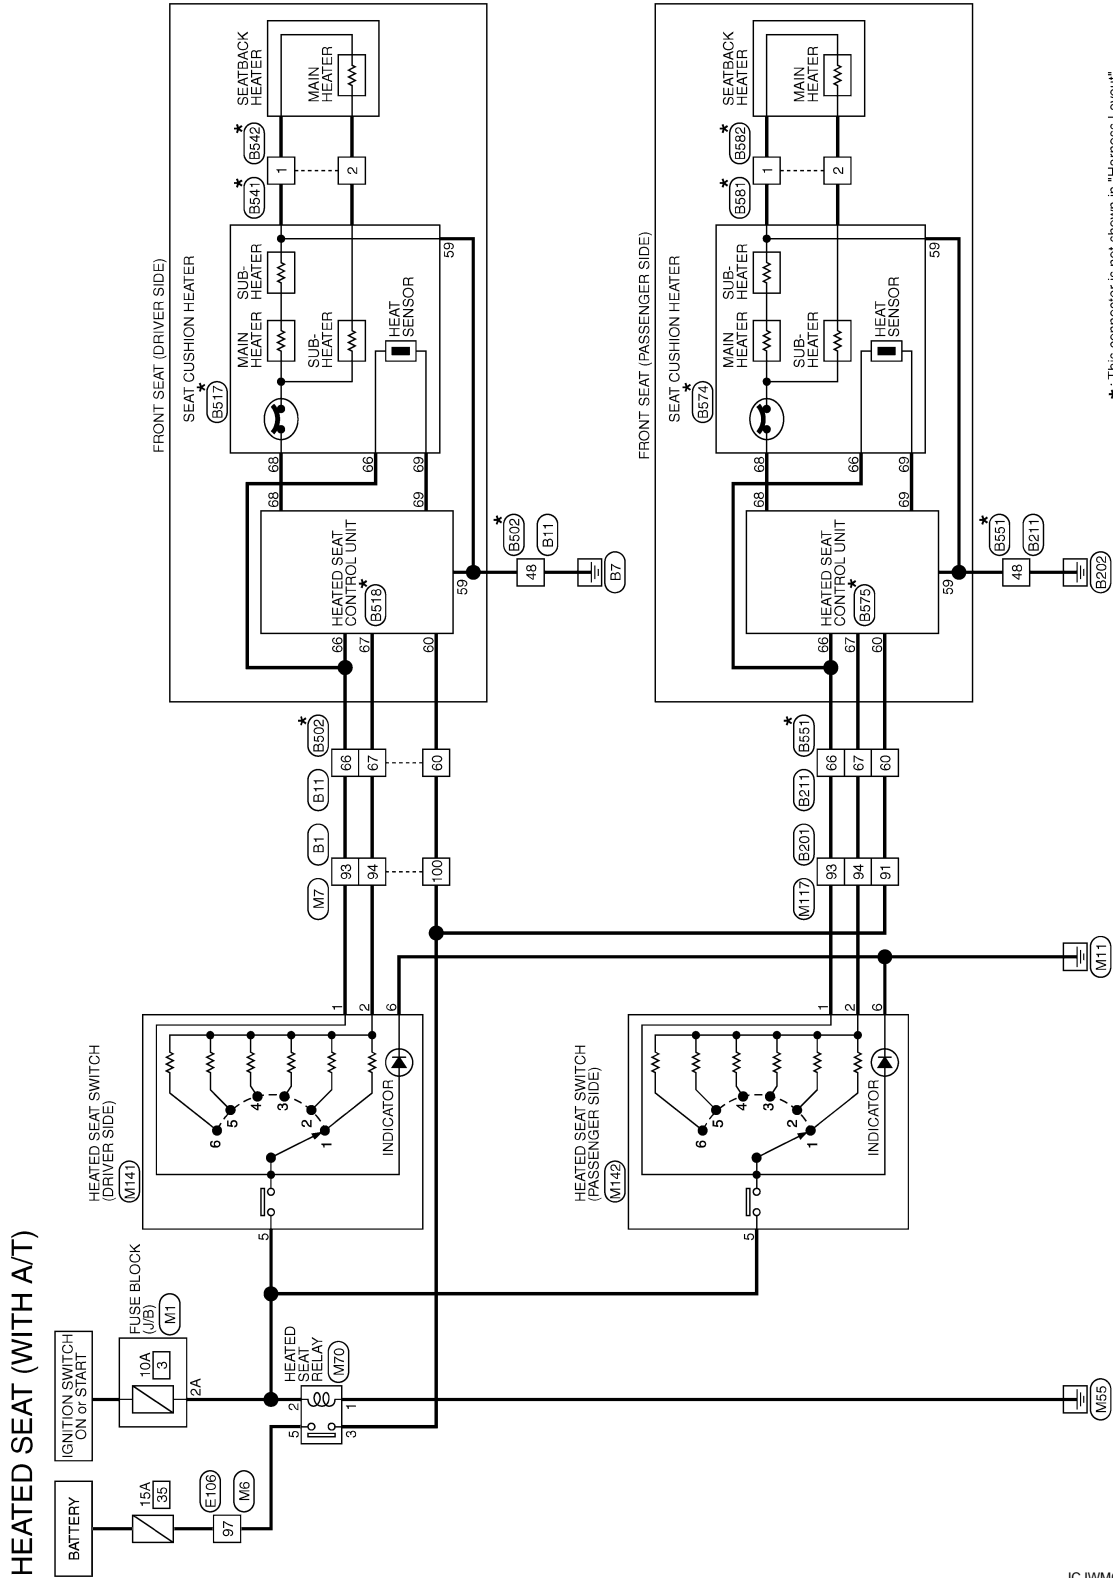 HEATED SEAT (WITH A/T)
BATTERY
15A
35
E106
97
M6
IGNITION SWITCH
ON or START
FUSE BLOCK
(J/B)
M1
10A
3
2A
HEATED
SEAT
RELAY
M70
2
5
1
3
M55
HEATED SEAT SWITCH
(DRIVER SIDE)
M141
5
6
5
4
3
2
1
INDICATOR
1
2
6
HEATED SEAT SWITCH
(PASSENGER SIDE)
M142
5
6
5
4
3
2
1
INDICATOR
1
2
6
M11
M7
B1
93
94
100
B11
B502
*
66
67
60
M117
B201
93
94
91
B211
B551
*
66
67
60
FRONT SEAT (DRIVER SIDE)
HEATED SEAT
CONTROL UNIT
*
B518
66
67
60
59
68
69
B502
*
B11
48
B7
SEAT CUSHION HEATER
*
B517
68
66
69
MAIN
HEATER
SUB-
HEATER
SUB-
HEATER
HEAT
SENSOR
59
B541
*
B542
*
1
2
SEATBACK
HEATER
MAIN
HEATER
FRONT SEAT (PASSENGER SIDE)
HEATED SEAT
CONTROL UNIT
*
B575
66
67
60
59
68
69
B551
*
B211
48
B202
SEAT CUSHION HEATER
*
B574
68
66
69
MAIN
HEATER
SUB-
HEATER
SUB-
HEATER
HEAT
SENSOR
59
B581
*
B582
*
1
2
SEATBACK
HEATER
MAIN
HEATER
* : This connector is not shown in "Harness Layout"